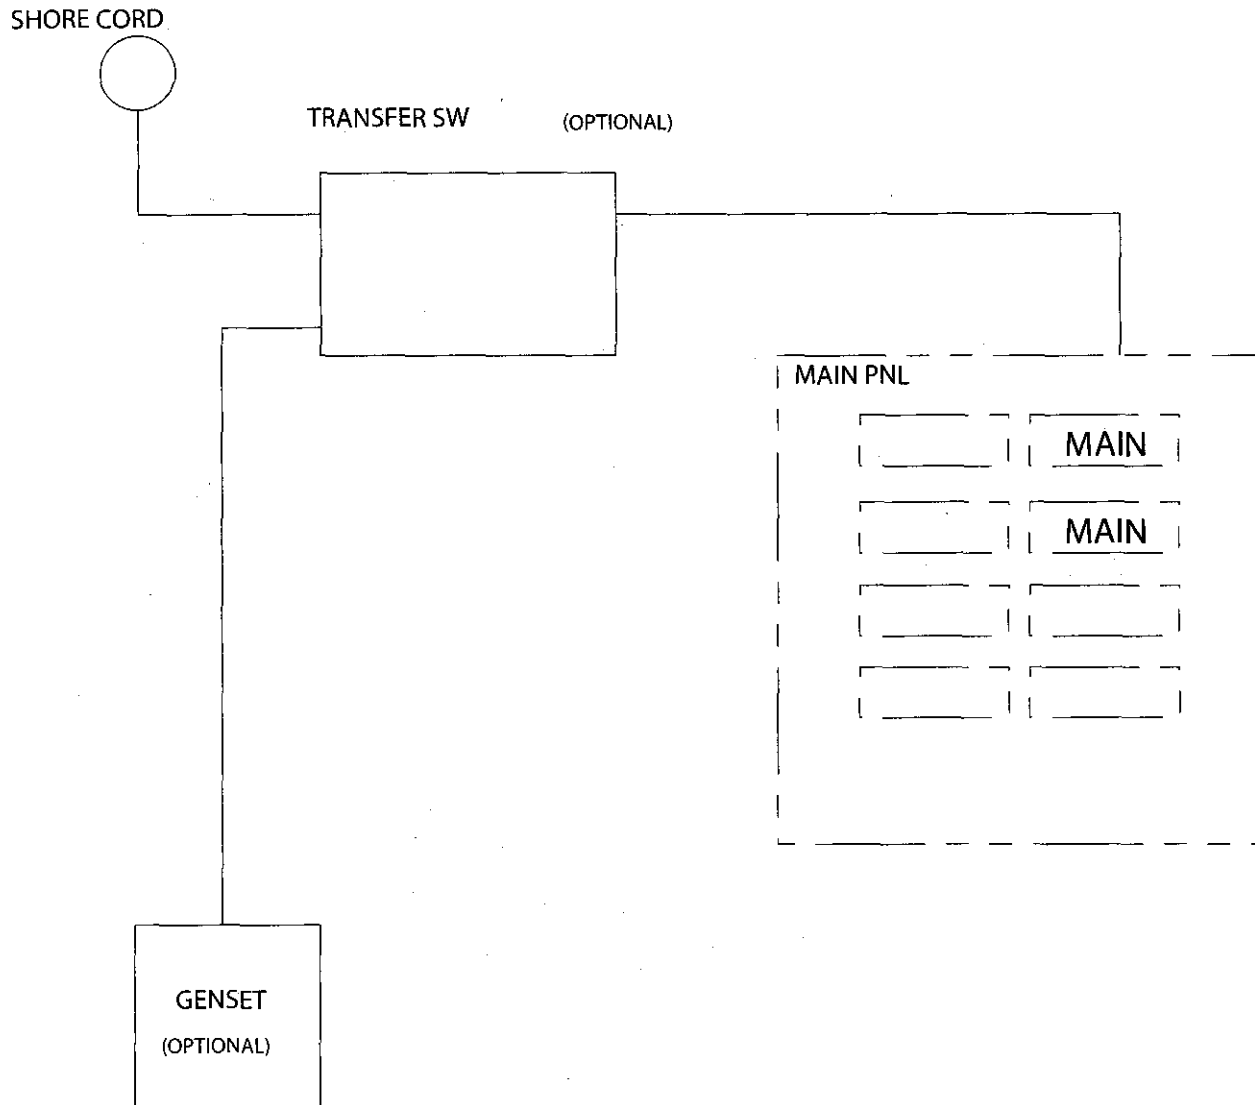 SHORE CORD
TRANSFER SW (OPTIONAL)
MAIN PNL
MAIN
MAIN
GENSET
(OPTIONAL)